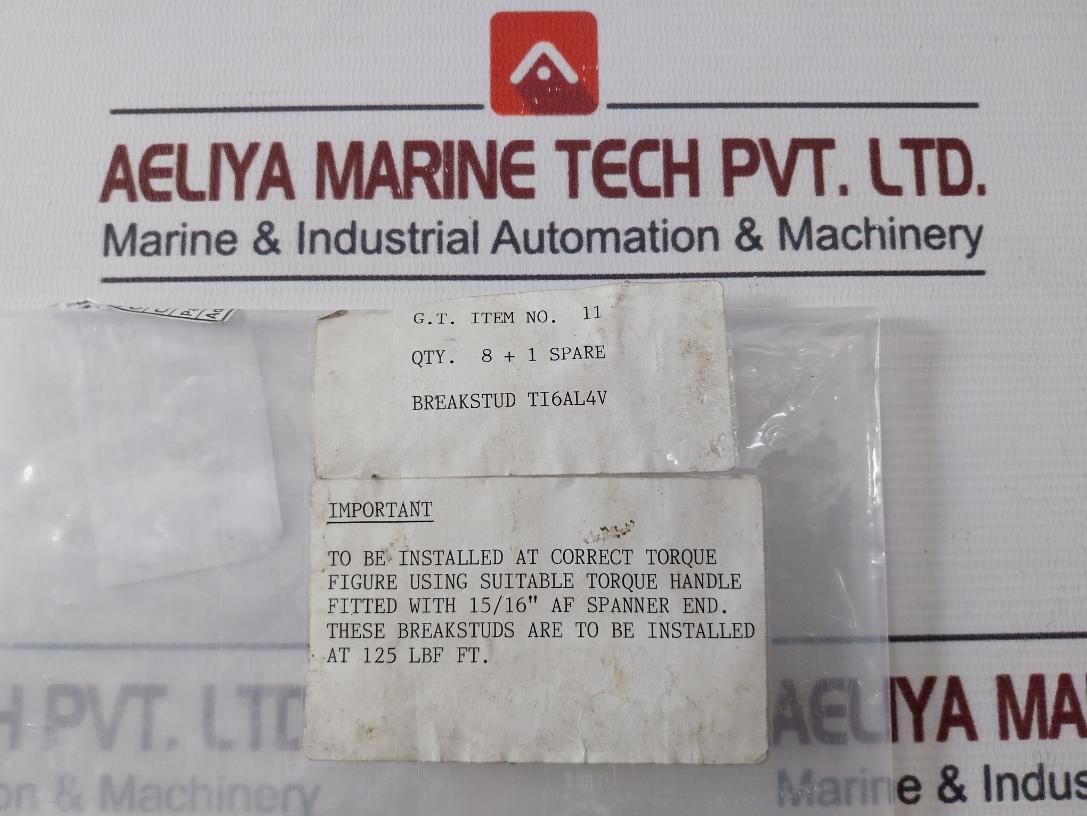 AELIYA MARINE TECH PVT. LTD.
Marine & Industrial Automation & Machinery
G.T. ITEM NO. 11
QTY. 8 + 1 SPARE
BREAKSTUD TI6AL4V
IMPORTANT
TO BE INSTALLED AT CORRECT TORQUE
FIGURE USING SUITABLE TORQUE HANDLE
FITTED WITH 15/16" AF SPANNER END.
THESE BREAKSTUDS ARE TO BE INSTALLED
AT 125 LBF FT.
H PVT. LTD
AELIYA MA
on & Machinery
Marine & Indus